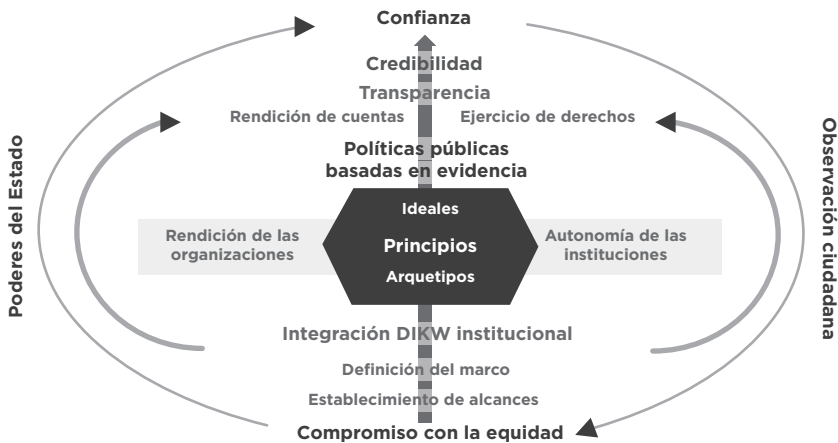 Confianza
Credibilidad
Transparencia
Rendición de cuentas
Ejercicio de derechos
Políticas públicas
basadas en evidencia
Poderes del Estado
Observación ciudadana
Ideales
Rendición de las
organizaciones
Principios
Autonomía de las
instituciones
Arquetipos
Integración DIKW institucional
Definición del marco
Establecimiento de alcances
Compromiso con la equidad